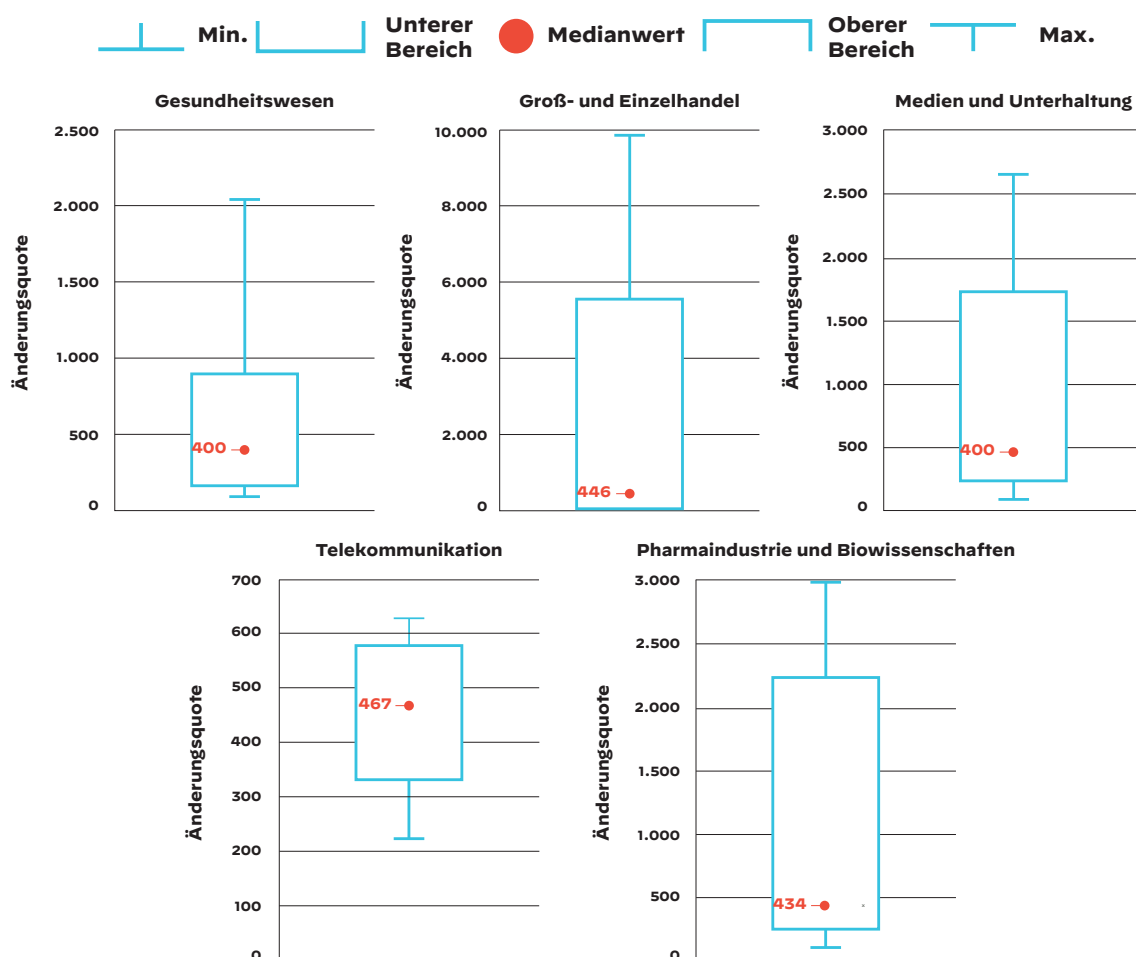 Min.
Unterer
Bereich
Medianwert
Oberer
Bereich
Max.
Gesundheitswesen
Änderungsquote
2.500
2.000
1.500
1.000
500
0
400
Groß- und Einzelhandel
Änderungsquote
10.000
8.000
6.000
4.000
2.000
0
446
Medien und Unterhaltung
Änderungsquote
3.000
2.500
2.000
1.500
1.000
500
0
400
Telekommunikation
Änderungsquote
700
600
500
400
300
200
100
0
467
Pharmaindustrie und Biowissenschaften
Änderungsquote
3.000
2.500
2.000
1.500
1.000
500
0
434